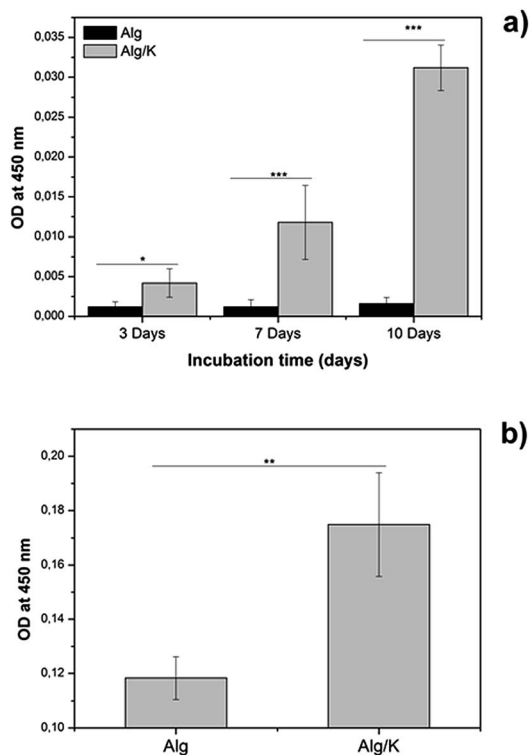 a)
Alg
Alg/K
***
0,035
0,030
0,025
0,020
0,015
0,010
0,005
0,000
OD at 450 nm
***
*
3 Days 7 Days 10 Days
Incubation time (days)
b)
0,20
0,18
0,16
0,14
0,12
0,10
OD at 450 nm
**
Alg Alg/K